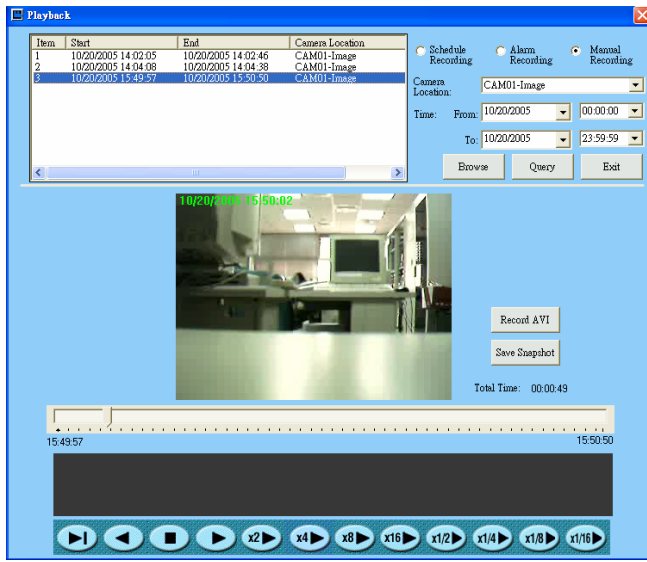 Playback
Item Start End Camera Location
1 10/20/2005 14:02:05 10/20/2005 14:02:46 CAM01-Image
2 10/20/2005 14:04:08 10/20/2005 14:04:38 CAM01-Image
3 10/20/2005 15:49:57 10/20/2005 15:50:50 CAM01-Image
Schedule Recording
Alarm Recording
Manual Recording
Camera Location: CAM01-Image
Time: From: 10/20/2005 00:00:00
To: 10/20/2005 23:59:59
Browse Query Exit
10/20/2005 15:50:02
Record AVI
Save Snapshot
Total Time: 00:00:49
15:49:57 15:50:50
x2 x4 x8 x16 x1/2 x1/4 x1/8 x1/16